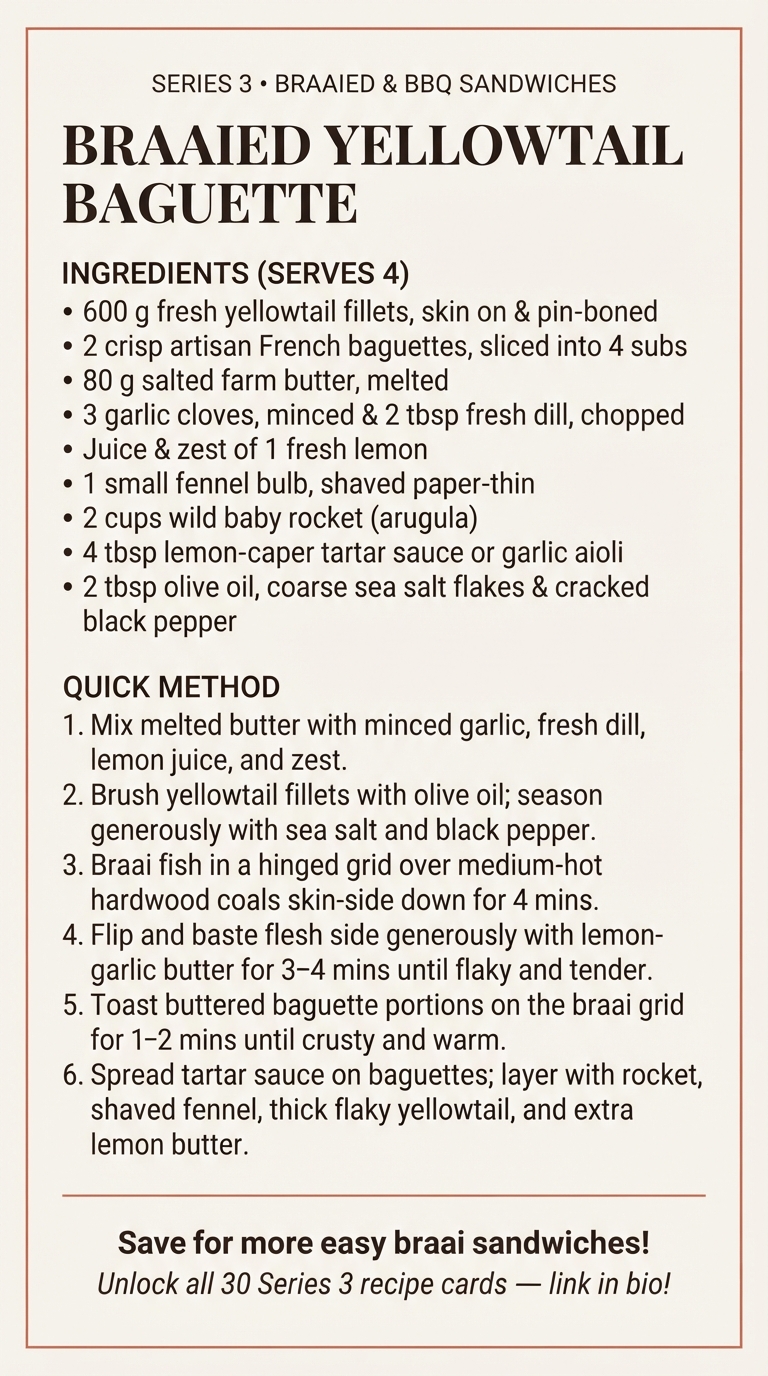 SERIES 3 • BRAAIED & BBQ SANDWICHES
BRAAIED YELLOWTAIL
BAGUETTE
INGREDIENTS (SERVES 4)
• 600 g fresh yellowtail fillets, skin on & pin-boned
• 2 crisp artisan French baguettes, sliced into 4 subs
• 80 g salted farm butter, melted
• 3 garlic cloves, minced & 2 tbsp fresh dill, chopped
• Juice & zest of 1 fresh lemon
• 1 small fennel bulb, shaved paper-thin
• 2 cups wild baby rocket (arugula)
• 4 tbsp lemon-caper tartar sauce or garlic aioli
• 2 tbsp olive oil, coarse sea salt flakes & cracked
black pepper
QUICK METHOD
1. Mix melted butter with minced garlic, fresh dill,
lemon juice, and zest.
2. Brush yellowtail fillets with olive oil; season
generously with sea salt and black pepper.
3. Braai fish in a hinged grid over medium-hot
hardwood coals skin-side down for 4 mins.
4. Flip and baste flesh side generously with lemon-
garlic butter for 3–4 mins until flaky and tender.
5. Toast buttered baguette portions on the braai grid
for 1–2 mins until crusty and warm.
6. Spread tartar sauce on baguettes; layer with rocket,
shaved fennel, thick flaky yellowtail, and extra
lemon butter.
Save for more easy braai sandwiches!
Unlock all 30 Series 3 recipe cards — link in bio!